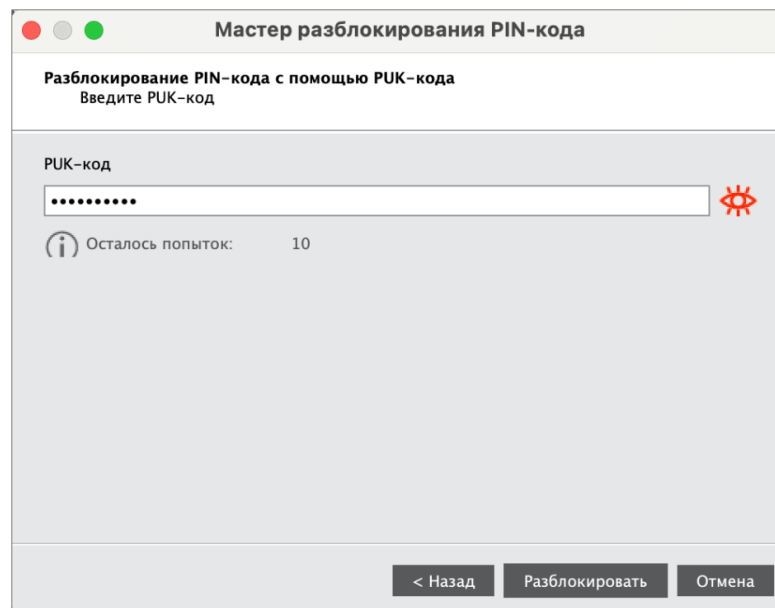 Мастер разблокирования PIN-кода
Разблокирование PIN-кода с помощью PUK-кода
Введите PUK-код
PUK-код
••••••••••
Осталось попыток: 10
< Назад
Разблокировать
Отмена